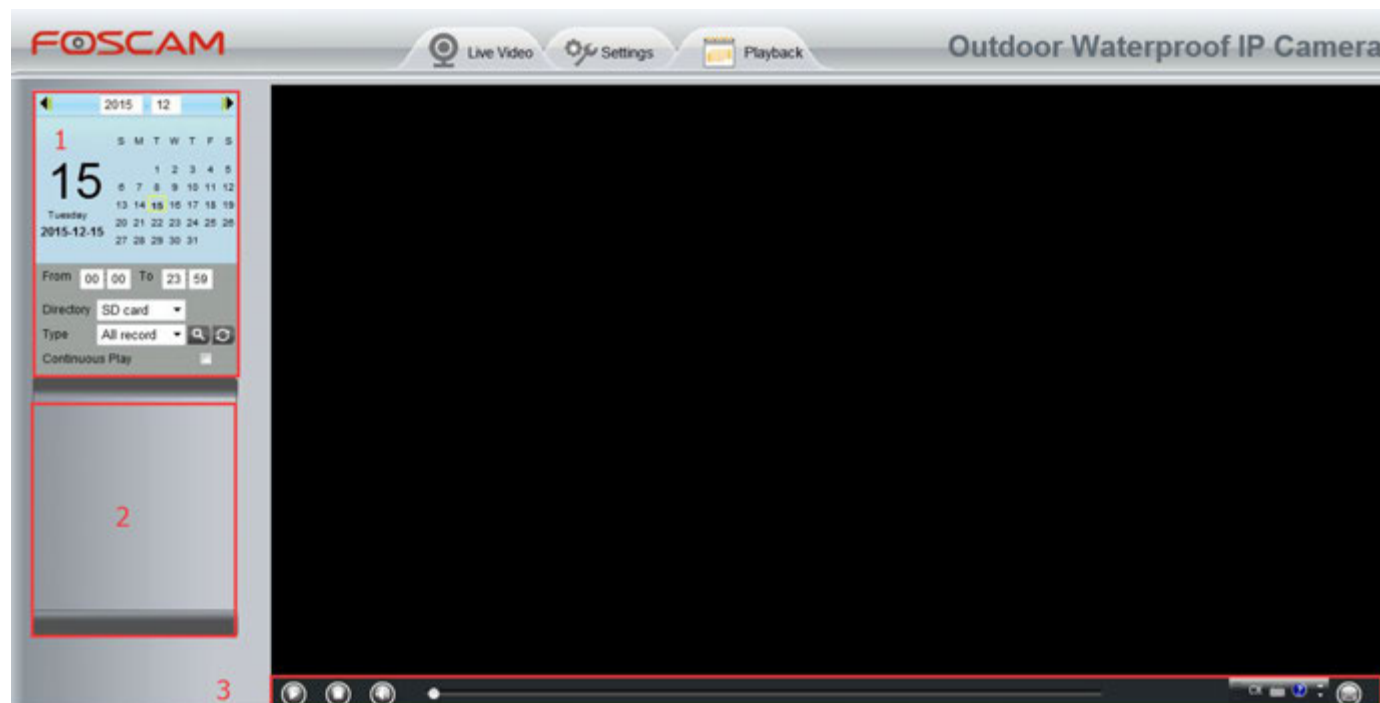 FOSCAM
Live Video Settings Playback Outdoor Waterproof IP Camera
2015 12
1
S M T W T F S
1 2 3 4 5
6 7 8 9 10 11 12
13 14 15 16 17 18 19
20 21 22 23 24 25 26
27 28 29 30 31
15
Tuesday
2015-12-15
From 00 : 00 To 23 : 59
Directory SD card
Type All record
Continuous Play
2
3
CH ?